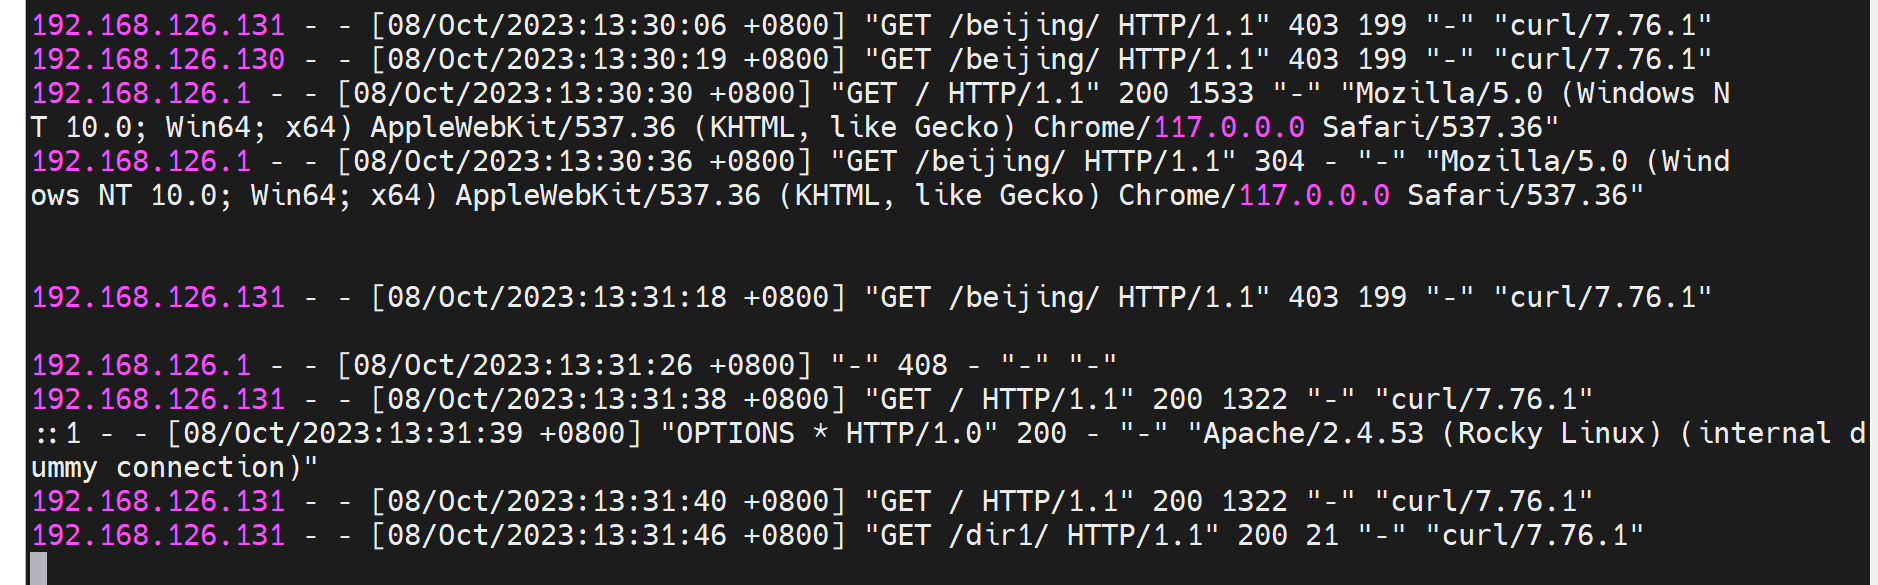 192.168.126.131 - - [08/Oct/2023:13:30:06 +0800] "GET /beijing/ HTTP/1.1" 403 199 "-" "curl/7.76.1"
192.168.126.130 - - [08/Oct/2023:13:30:19 +0800] "GET /beijing/ HTTP/1.1" 403 199 "-" "curl/7.76.1"
192.168.126.1 - - [08/Oct/2023:13:30:30 +0800] "GET / HTTP/1.1" 200 1533 "-" "Mozilla/5.0 (Windows N
T 10.0; Win64; x64) AppleWebKit/537.36 (KHTML, like Gecko) Chrome/117.0.0.0 Safari/537.36"
192.168.126.1 - - [08/Oct/2023:13:30:36 +0800] "GET /beijing/ HTTP/1.1" 304 - "-" "Mozilla/5.0 (Wind
ows NT 10.0; Win64; x64) AppleWebKit/537.36 (KHTML, like Gecko) Chrome/117.0.0.0 Safari/537.36"
192.168.126.131 - - [08/Oct/2023:13:31:18 +0800] "GET /beijing/ HTTP/1.1" 403 199 "-" "curl/7.76.1"
192.168.126.1 - - [08/Oct/2023:13:31:26 +0800] "-" 408 - "-" "-"
192.168.126.131 - - [08/Oct/2023:13:31:38 +0800] "GET / HTTP/1.1" 200 1322 "-" "curl/7.76.1"
::1 - - [08/Oct/2023:13:31:39 +0800] "OPTIONS * HTTP/1.0" 200 - "-" "Apache/2.4.53 (Rocky Linux) (internal d
ummy connection)"
192.168.126.131 - - [08/Oct/2023:13:31:40 +0800] "GET / HTTP/1.1" 200 1322 "-" "curl/7.76.1"
192.168.126.131 - - [08/Oct/2023:13:31:46 +0800] "GET /dir1/ HTTP/1.1" 200 21 "-" "curl/7.76.1"